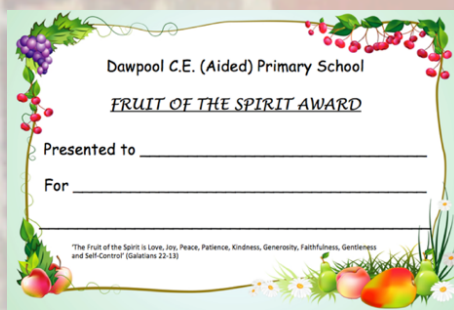 Dawpool C.E. (Aided) Primary School
FRUIT OF THE SPIRIT AWARD
Presented to
For
'The Fruit of the Spirit is Love, Joy, Peace, Patience, Kindness, Generosity, Faithfulness, Gentleness
and Self-Control' (Galatians 22-13)